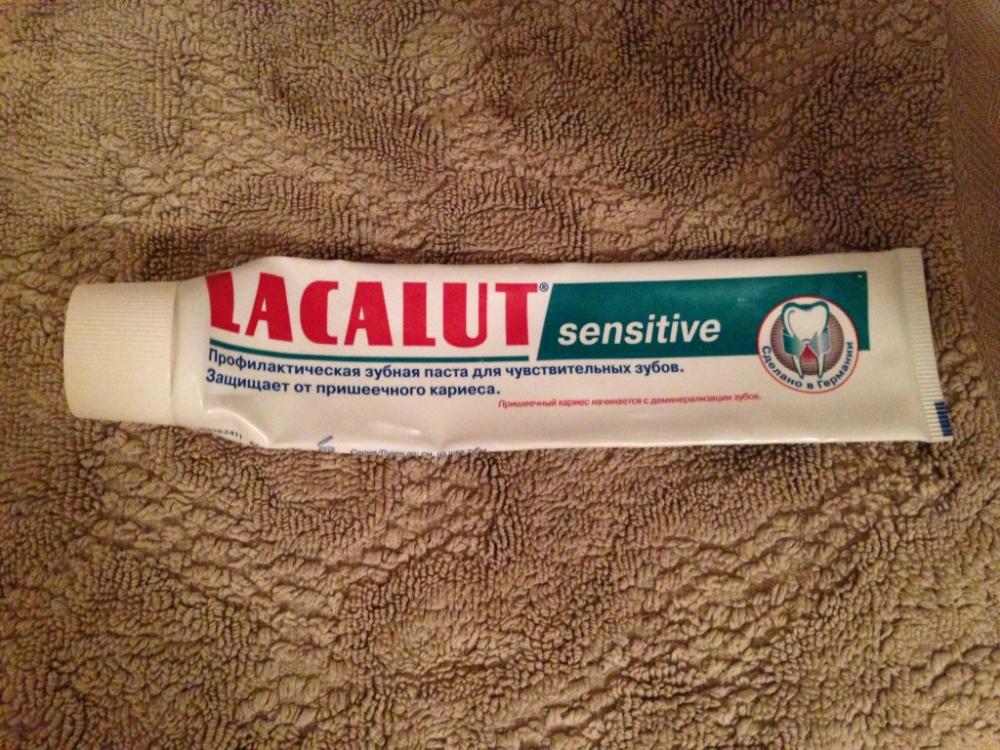 LACALUT® sensitive
Профилактическая зубная паста для чувствительных зубов.
Защищает от пришеечного кариеса.
Пришеечный кариес начинается с деминерализации зубов.
Сделано в Германии